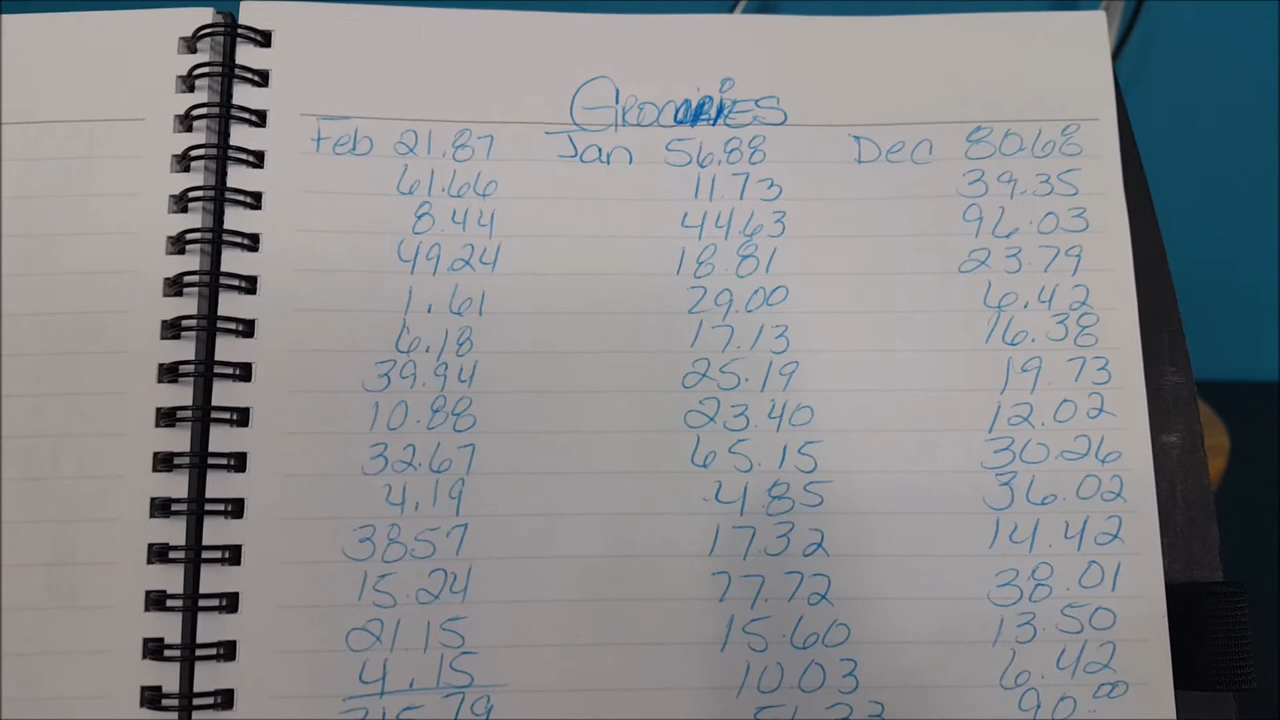 GROCERIES
Feb 21.87 Jan 56.88 Dec 80.68
61.66 11.73 39.35
8.44 44.63 96.03
49.24 18.81 23.79
1.61 29.00 6.42
6.18 17.13 16.38
39.94 25.19 19.73
10.88 23.40 12.02
32.67 65.15 30.26
4.19 4.85 36.02
38.57 17.32 14.42
15.24 77.72 38.01
21.15 15.60 13.50
4.15 10.03 6.42
90.00